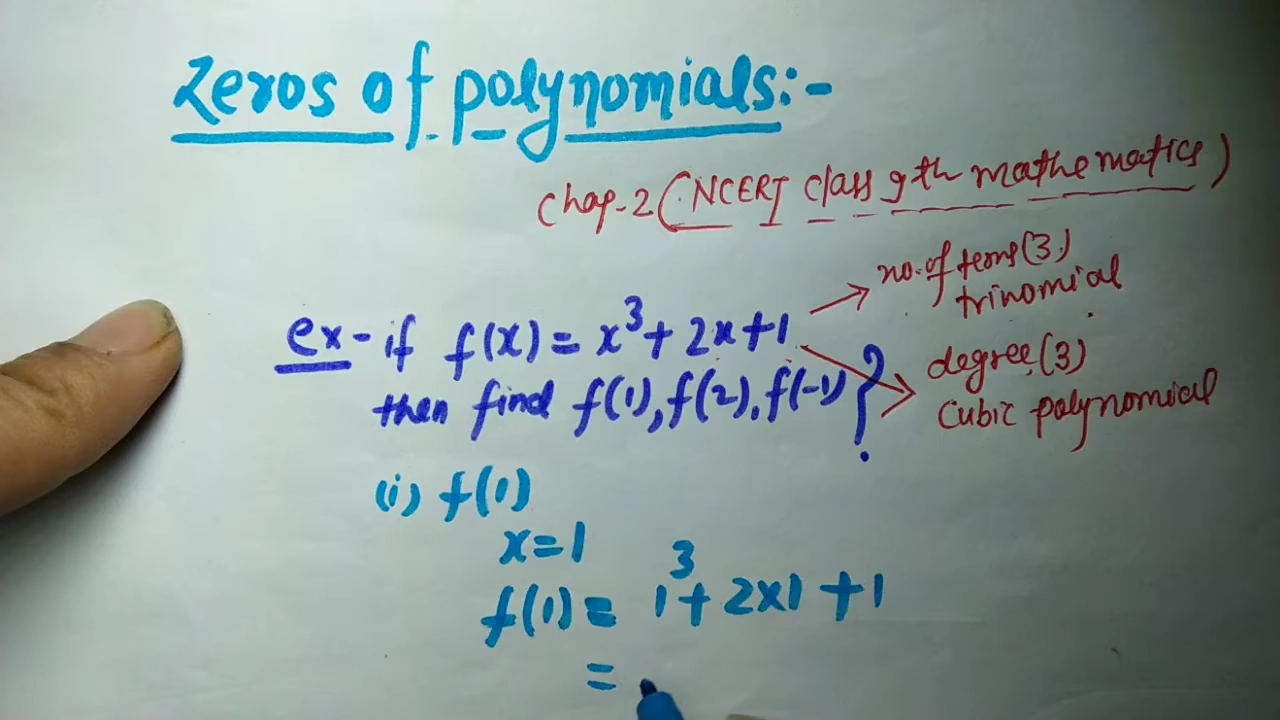 Zeros of polynomials:-
Chap-2 (NCERT class 9th mathematics)
no. of terms (3)
trinomial
ex- if f(x) = x³ + 2x + 1
degree (3)
then find f(1), f(2), f(-1) ?
Cubic polynomial
(i) f(1)
x = 1
f(1) = 1³ + 2x1 + 1
=